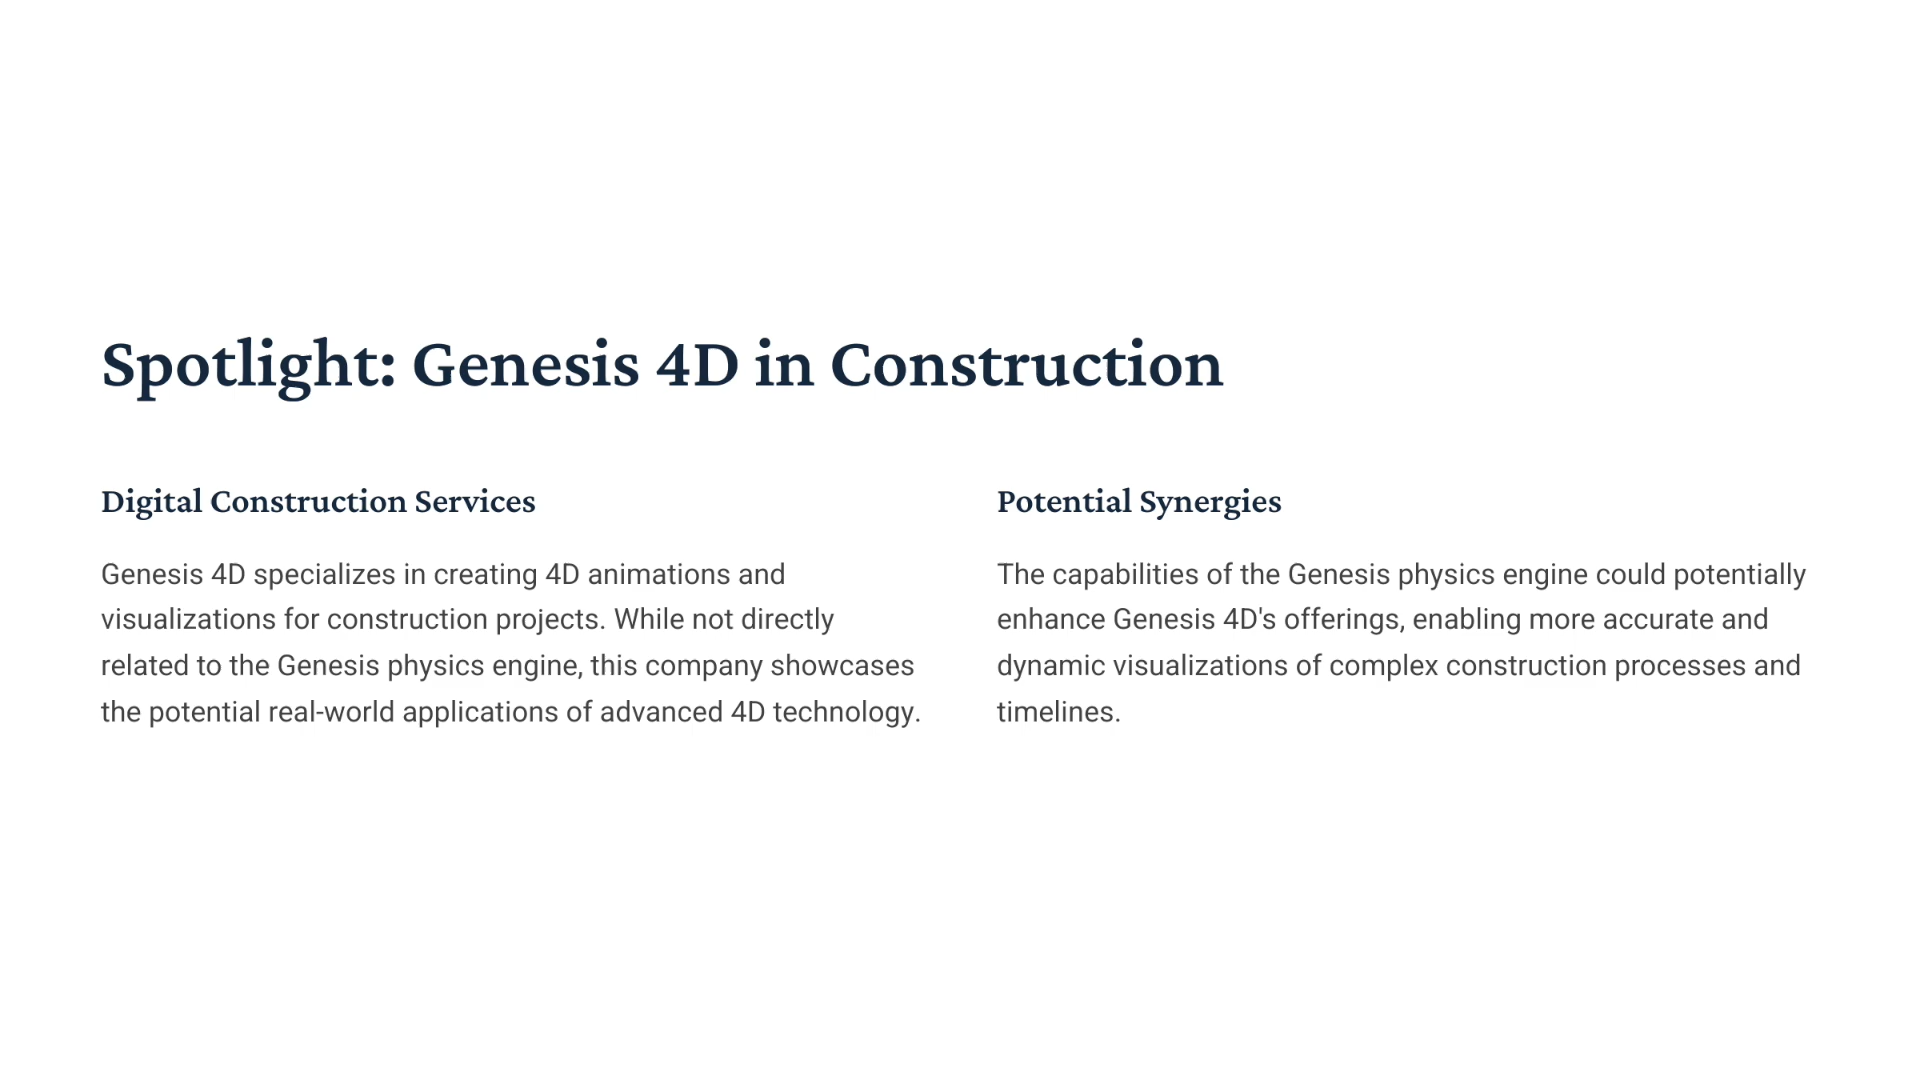 Spotlight: Genesis 4D in Construction
Digital Construction Services
Genesis 4D specializes in creating 4D animations and
visualizations for construction projects. While not directly
related to the Genesis physics engine, this company showcases
the potential real-world applications of advanced 4D technology.
Potential Synergies
The capabilities of the Genesis physics engine could potentially
enhance Genesis 4D's offerings, enabling more accurate and
dynamic visualizations of complex construction processes and
timelines.